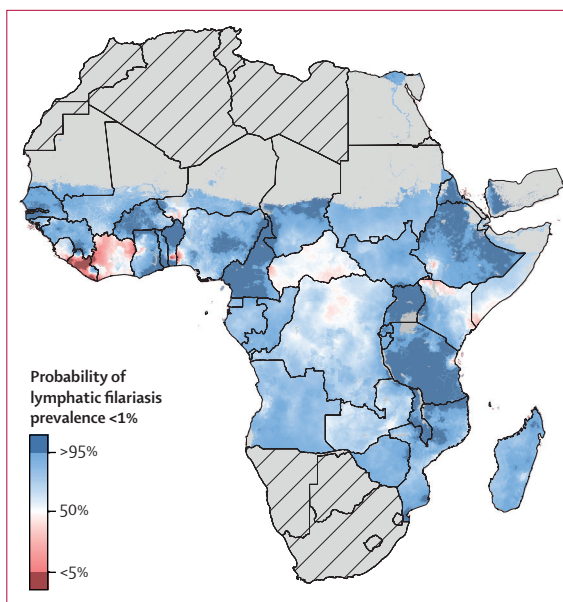 Probability of
lymphatic filariasis
prevalence <1%
>95%
50%
<5%